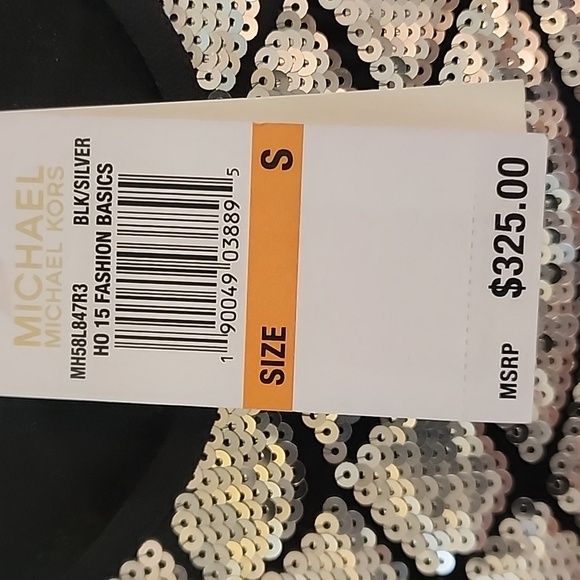 MICHAEL
MICHAEL KORS
MH58L847R3 BLK/SILVER
HO 15 FASHION BASICS
1 90049 03889 5
SIZE S
MSRP $325.00